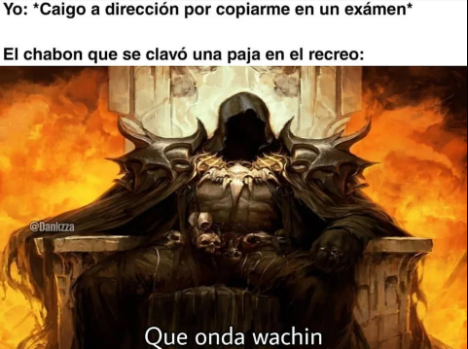 Yo: *Caigo a dirección por copiarme en un exámen*
El chabon que se clavó una paja en el recreo:
@Dankzza
Que onda wachin